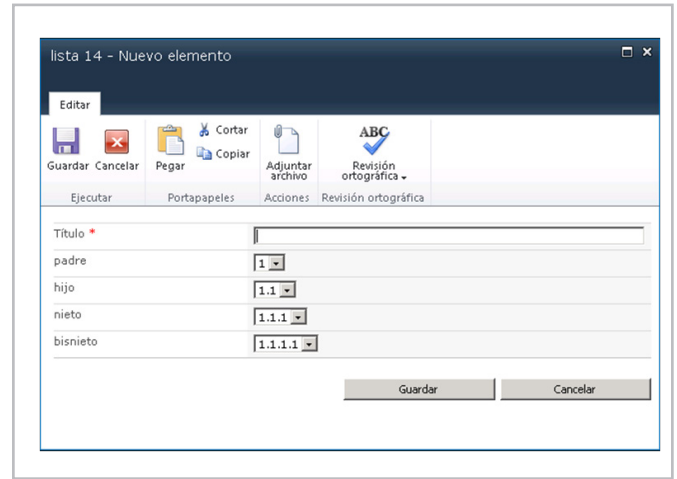 lista 14 - Nuevo elemento
Editar
Guardar Cancelar Pegar Cortar Copiar Adjuntar archivo ABC Revisión ortográfica
Ejecutar Portapapeles Acciones Revisión ortográfica
Título *
padre 1
hijo 1.1
nieto 1.1.1
bisnieto 1.1.1.1
Guardar Cancelar